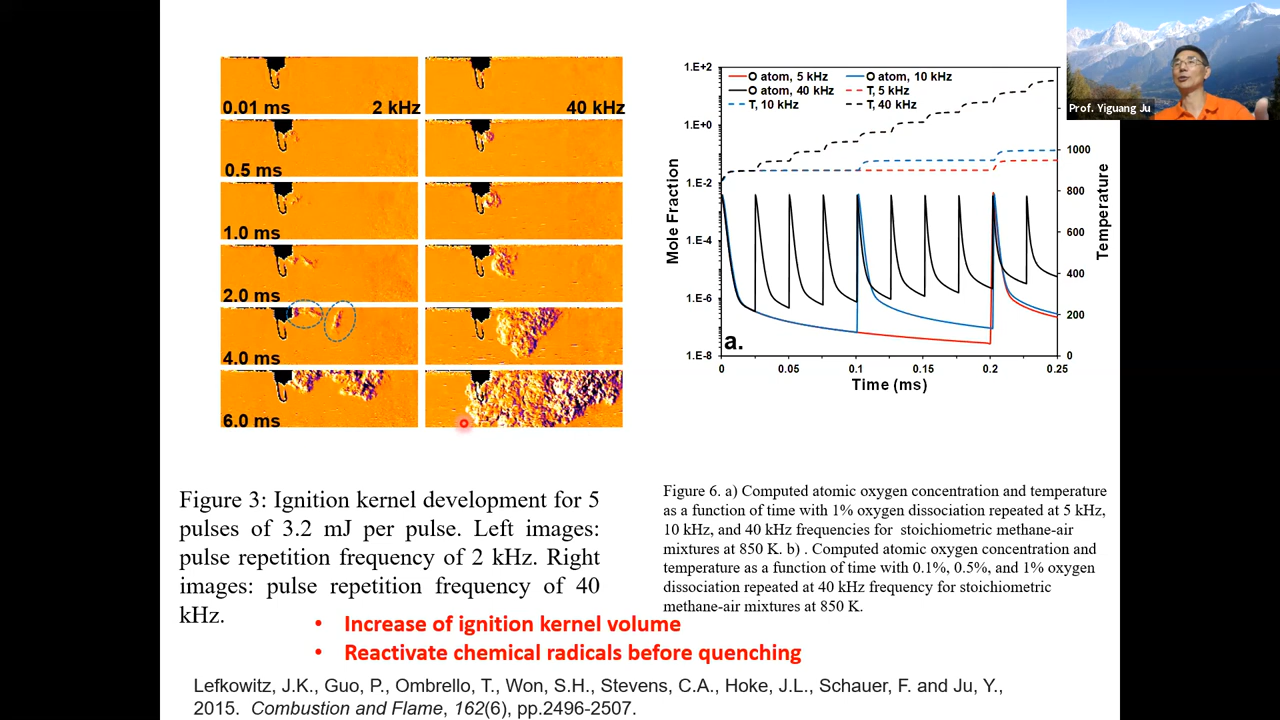 0.01 ms 2 kHz
40 kHz
0.5 ms
1.0 ms
2.0 ms
4.0 ms
6.0 ms
Figure 3: Ignition kernel development for 5
pulses of 3.2 mJ per pulse. Left images:
pulse repetition frequency of 2 kHz. Right
images: pulse repetition frequency of 40
kHz.
1.E+2
1.E+0
1.E-2
1.E-4
1.E-6
1.E-8
Mole Fraction
O atom, 5 kHz
O atom, 10 kHz
O atom, 40 kHz
T, 5 kHz
T, 10 kHz
T, 40 kHz
a.
1000
800
600
400
200
0
Temperature
0 0.05 0.1 0.15 0.2 0.25
Time (ms)
Prof. Yiguang Ju
Figure 6. a) Computed atomic oxygen concentration and temperature
as a function of time with 1% oxygen dissociation repeated at 5 kHz,
10 kHz, and 40 kHz frequencies for stoichiometric methane-air
mixtures at 850 K. b) . Computed atomic oxygen concentration and
temperature as a function of time with 0.1%, 0.5%, and 1% oxygen
dissociation repeated at 40 kHz frequency for stoichiometric
methane-air mixtures at 850 K.
• Increase of ignition kernel volume
• Reactivate chemical radicals before quenching
Lefkowitz, J.K., Guo, P., Ombrello, T., Won, S.H., Stevens, C.A., Hoke, J.L., Schauer, F. and Ju, Y.,
2015. Combustion and Flame, 162(6), pp.2496-2507.